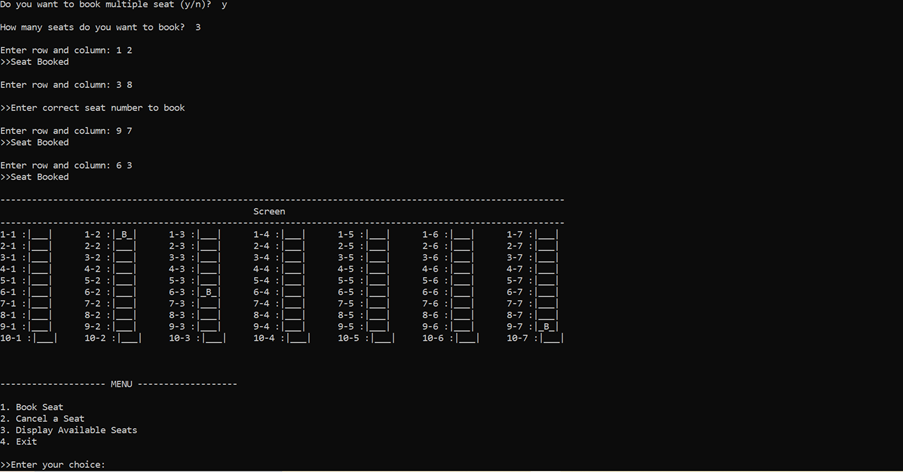 Do you want to book multiple seat (y/n)?  y
How many seats do you want to book?  3
Enter row and column: 1 2
>>Seat Booked
Enter row and column: 3 8
>>Enter correct seat number to book
Enter row and column: 9 7
>>Seat Booked
Enter row and column: 6 3
>>Seat Booked
----------------------------------------------------------------------------------------------------------
Screen
----------------------------------------------------------------------------------------------------------
1-1 :|___|      1-2 :|_B_|      1-3 :|___|      1-4 :|___|      1-5 :|___|      1-6 :|___|      1-7 :|___|
2-1 :|___|      2-2 :|___|      2-3 :|___|      2-4 :|___|      2-5 :|___|      2-6 :|___|      2-7 :|___|
3-1 :|___|      3-2 :|___|      3-3 :|___|      3-4 :|___|      3-5 :|___|      3-6 :|___|      3-7 :|___|
4-1 :|___|      4-2 :|___|      4-3 :|___|      4-4 :|___|      4-5 :|___|      4-6 :|___|      4-7 :|___|
5-1 :|___|      5-2 :|___|      5-3 :|___|      5-4 :|___|      5-5 :|___|      5-6 :|___|      5-7 :|___|
6-1 :|___|      6-2 :|___|      6-3 :|_B_|      6-4 :|___|      6-5 :|___|      6-6 :|___|      6-7 :|___|
7-1 :|___|      7-2 :|___|      7-3 :|___|      7-4 :|___|      7-5 :|___|      7-6 :|___|      7-7 :|___|
8-1 :|___|      8-2 :|___|      8-3 :|___|      8-4 :|___|      8-5 :|___|      8-6 :|___|      8-7 :|___|
9-1 :|___|      9-2 :|___|      9-3 :|___|      9-4 :|___|      9-5 :|___|      9-6 :|___|      9-7 :|_B_|
10-1 :|___|     10-2 :|___|     10-3 :|___|     10-4 :|___|     10-5 :|___|     10-6 :|___|     10-7 :|___|
-------------------- MENU -------------------
1. Book Seat
2. Cancel a Seat
3. Display Available Seats
4. Exit
>>Enter your choice: